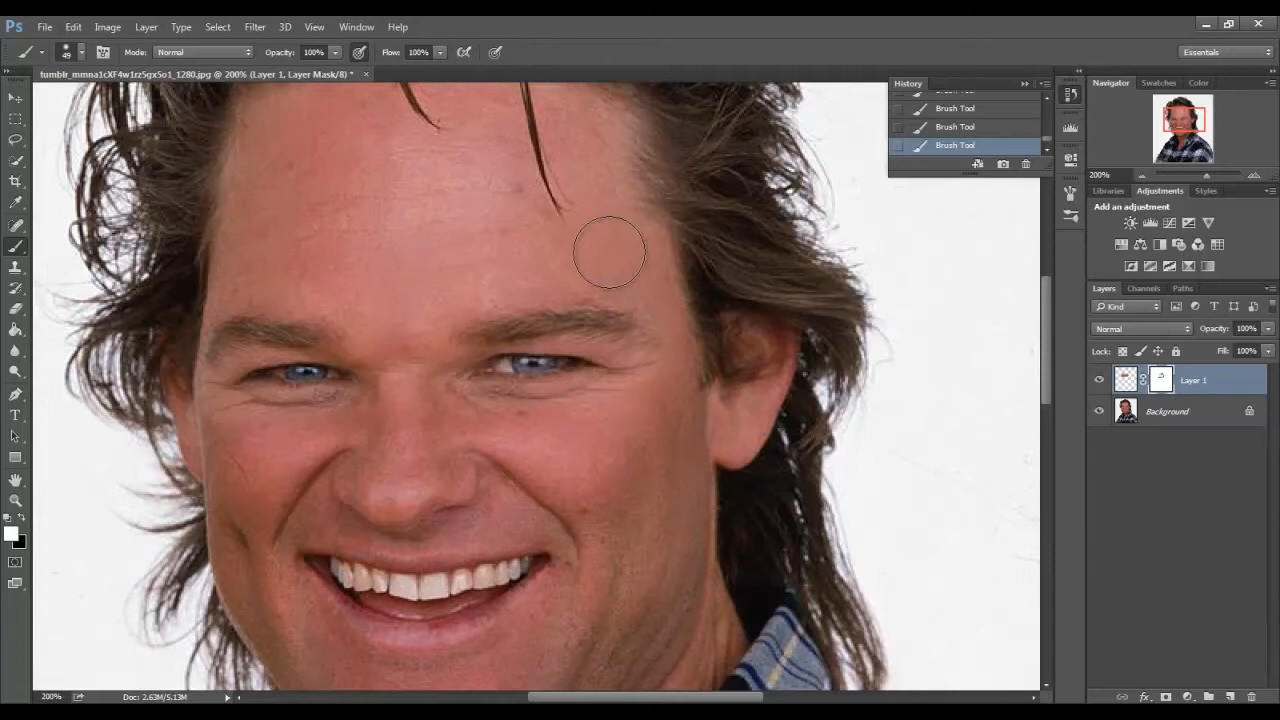 Ps File Edit Image Layer Type Select Filter 3D View Window Help
49 Mode: Normal Opacity: 100% Flow: 100% Essentials
tumblr_mmna1cXF4w1rz5gx5o1_1280.jpg @ 200% (Layer 1, Layer Mask/8) *
History
Brush Tool
Brush Tool
Brush Tool
Navigator Swatches Color
200%
Libraries Adjustments Styles
Add an adjustment
Layers Channels Paths
Kind
Normal Opacity: 100%
Lock: Fill: 100%
Layer 1
Background
200% Doc: 2.63M/5.13M